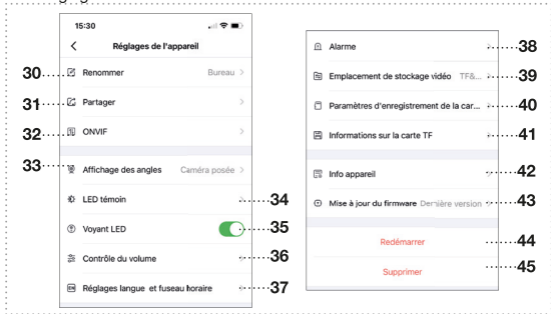 15:30
Réglages de l'appareil
30 Renommer Bureau
31 Partager
32 ONVIF
33 Affichage des angles Caméra posée
LED témoin 34
Voyant LED 35
Contrôle du volume 36
EN Réglages langue et fuseau horaire 37
Alarme 38
Emplacement de stockage vidéo TF&... 39
Paramètres d'enregistrement de la car... 40
Informations sur la carte TF 41
Info appareil 42
Mise à jour du firmware Dernière version 43
Redémarrer 44
Supprimer 45